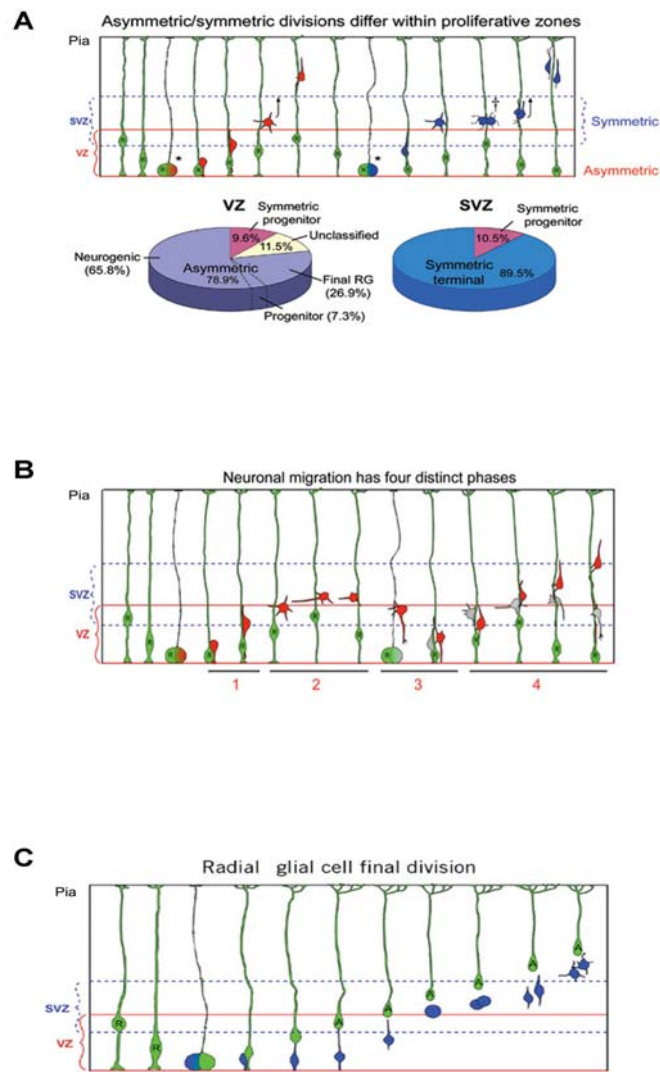 A
Asymmetric/symmetric divisions differ within proliferative zones
Pia
SVZ
VZ
Symmetric
Asymmetric
R R R R R R R R R R R R R
* *
VZ
Symmetric progenitor
9.6%
Unclassified
11.5%
Neurogenic (65.8%)
Asymmetric
78.9%
Final RG (26.9%)
Progenitor (7.3%)
SVZ
Symmetric progenitor
10.5%
Symmetric terminal
89.5%
B
Neuronal migration has four distinct phases
Pia
SVZ
VZ
1 2 3 4
C
Radial glial cell final division
Pia
SVZ
VZ
R R A A A A A A